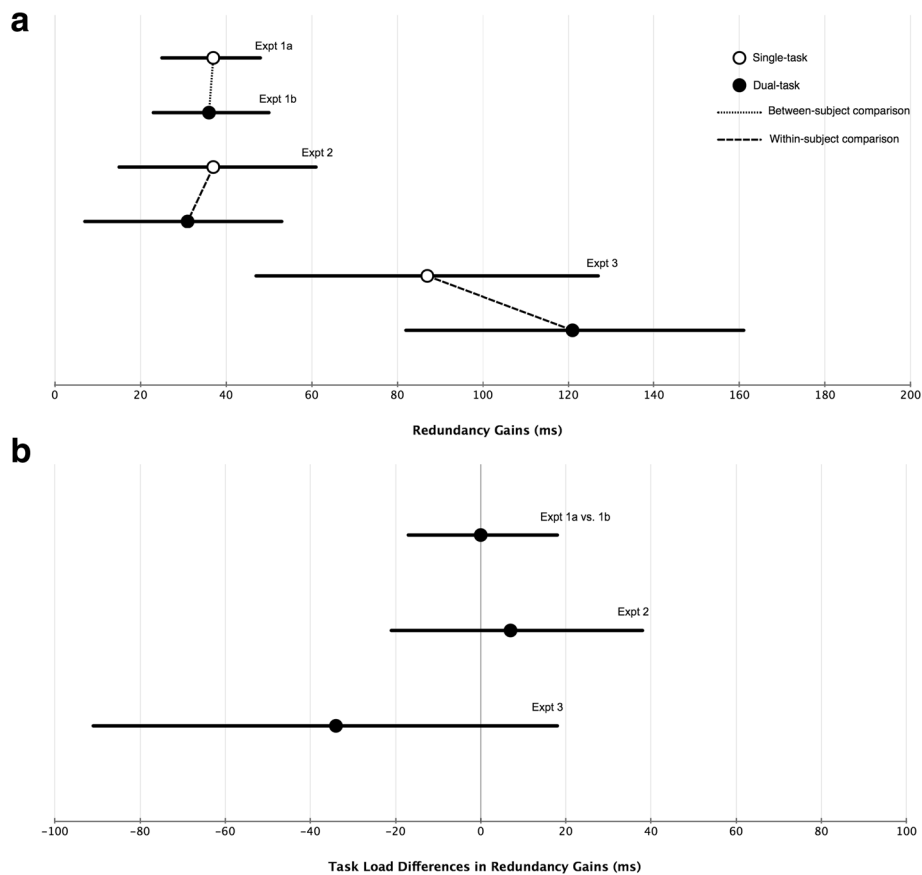 a
Expt 1a
Single-task
Dual-task
Expt 1b
Between-subject comparison
Within-subject comparison
Expt 2
Expt 3
0 20 40 60 80 100 120 140 160 180 200
Redundancy Gains (ms)
b
Expt 1a vs. 1b
Expt 2
Expt 3
−100 −80 −60 −40 −20 0 20 40 60 80 100
Task Load Differences in Redundancy Gains (ms)